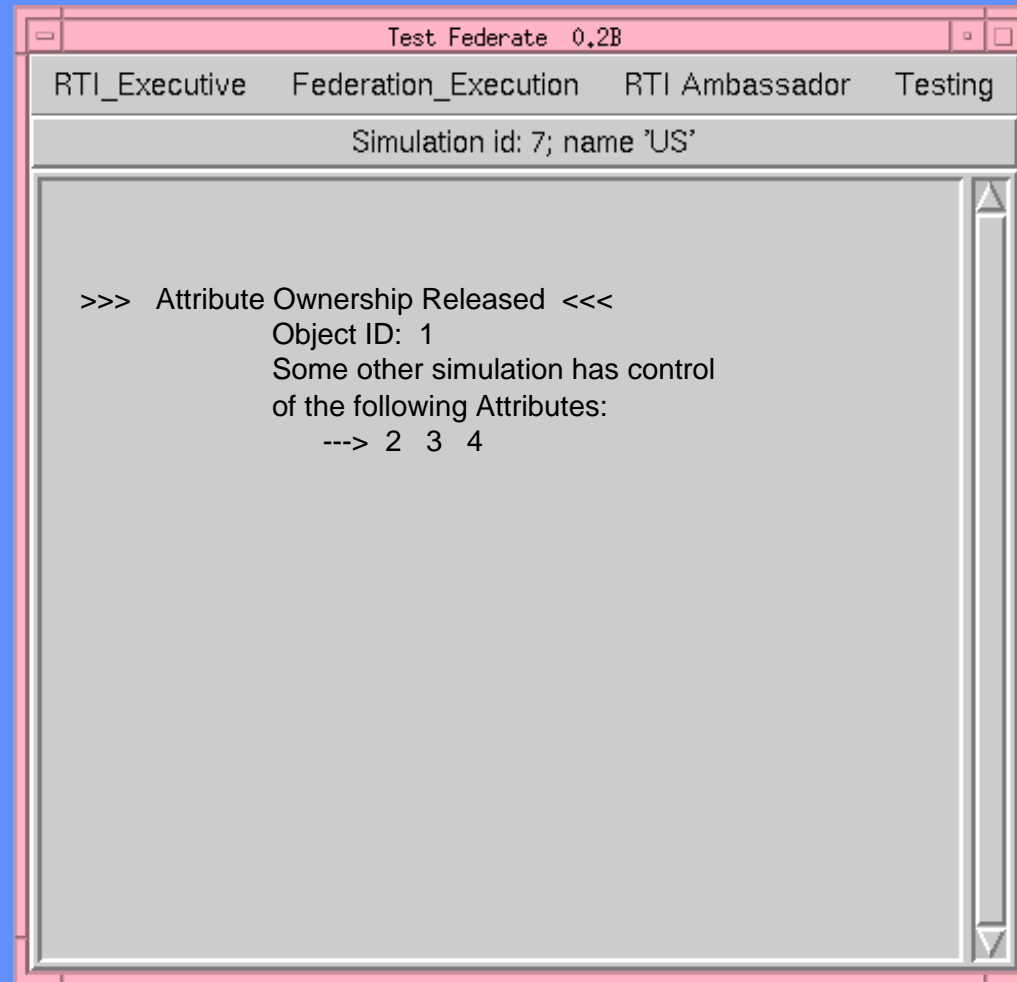 Test Federate 0.2B
RTI_Executive Federation_Execution RTI Ambassador Testing
Simulation id: 7; name 'US'
>>> Attribute Ownership Released <<<
Object ID: 1
Some other simulation has control
of the following Attributes:
---> 2 3 4